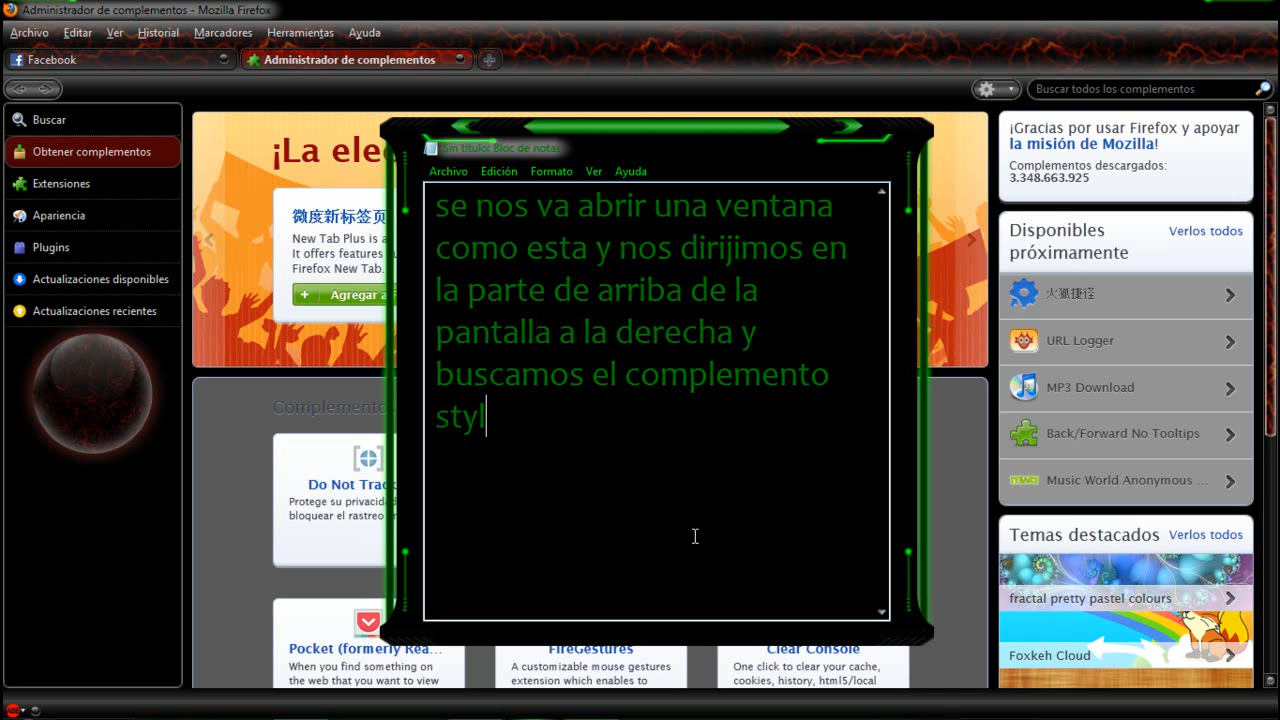 Administrador de complementos - Mozilla Firefox
Archivo Editar Ver Historial Marcadores Herramientas Ayuda
Facebook
Administrador de complementos
Buscar todos los complementos
Buscar
Obtener complementos
Extensiones
Apariencia
Plugins
Actualizaciones disponibles
Actualizaciones recientes
¡La ele
微度新标签页
New Tab Plus is a
It offers features
Firefox New Tab.
Agregar a
Complemento
Do Not Trac
Protege su privacidad
bloquear el rastreo
Pocket (formerly Rea...
When you find something on
the web that you want to view
FireGestures
A customizable mouse gestures
extension which enables to
Clear Console
One click to clear your cache,
cookies, history, html5/local
Sin título: Bloc de notas
Archivo Edición Formato Ver Ayuda
se nos va abrir una ventana
como esta y nos dirijimos en
la parte de arriba de la
pantalla a la derecha y
buscamos el complemento
styl
¡Gracias por usar Firefox y apoyar
la misión de Mozilla!
Complementos descargados:
3.348.663.925
Disponibles
próximamente
Verlos todos
火狐捷径
URL Logger
MP3 Download
Back/Forward No Tooltips
Music World Anonymous ...
Temas destacados Verlos todos
fractal pretty pastel colours
Foxkeh Cloud